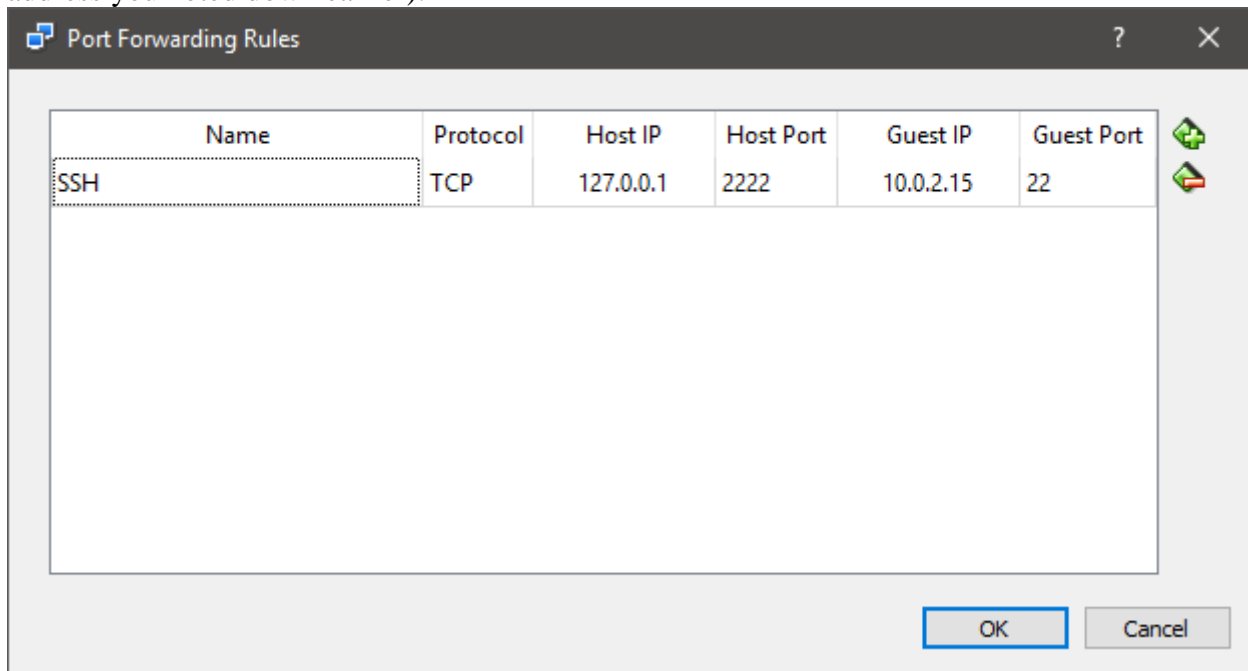 Port Forwarding Rules ?
Name Protocol Host IP Host Port Guest IP Guest Port
SSH TCP 127.0.0.1 2222 10.0.2.15 22
OK Cancel